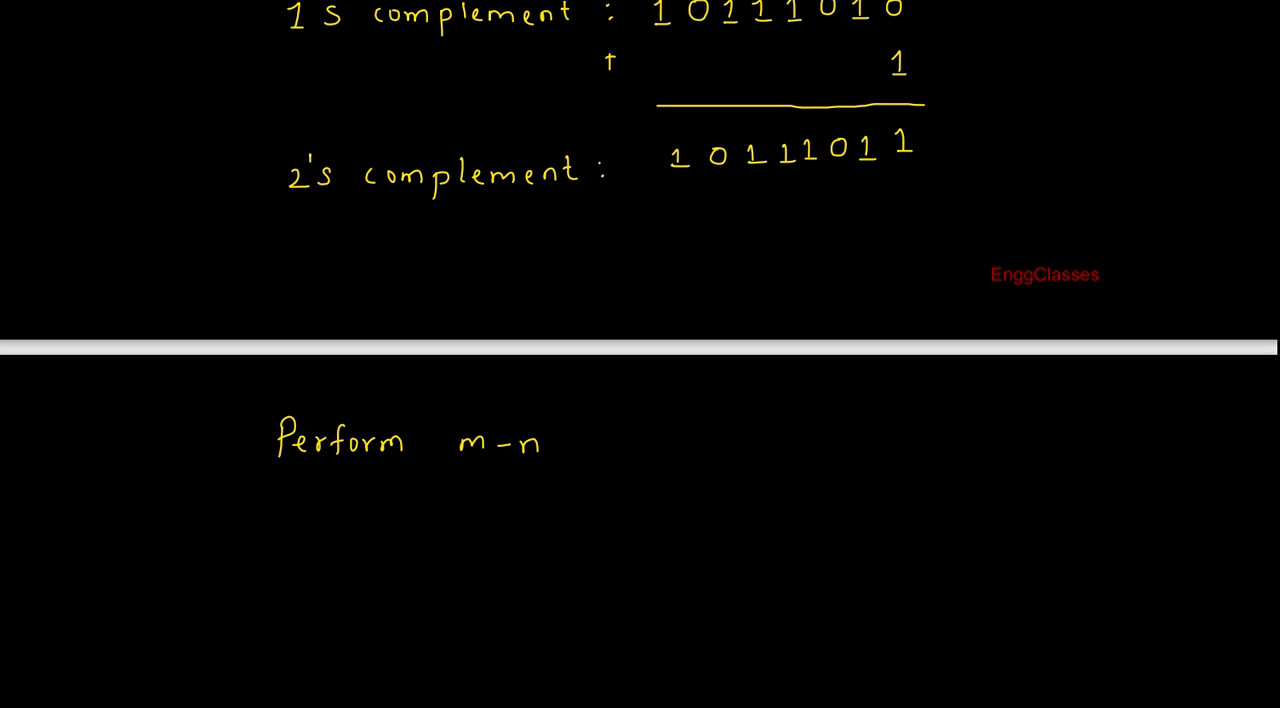 1 s complement : 1 0 1 1 1 0 1 0
+ 1
2's complement : 1 0 1 1 1 0 1 1
EnggClasses
Perform m-n